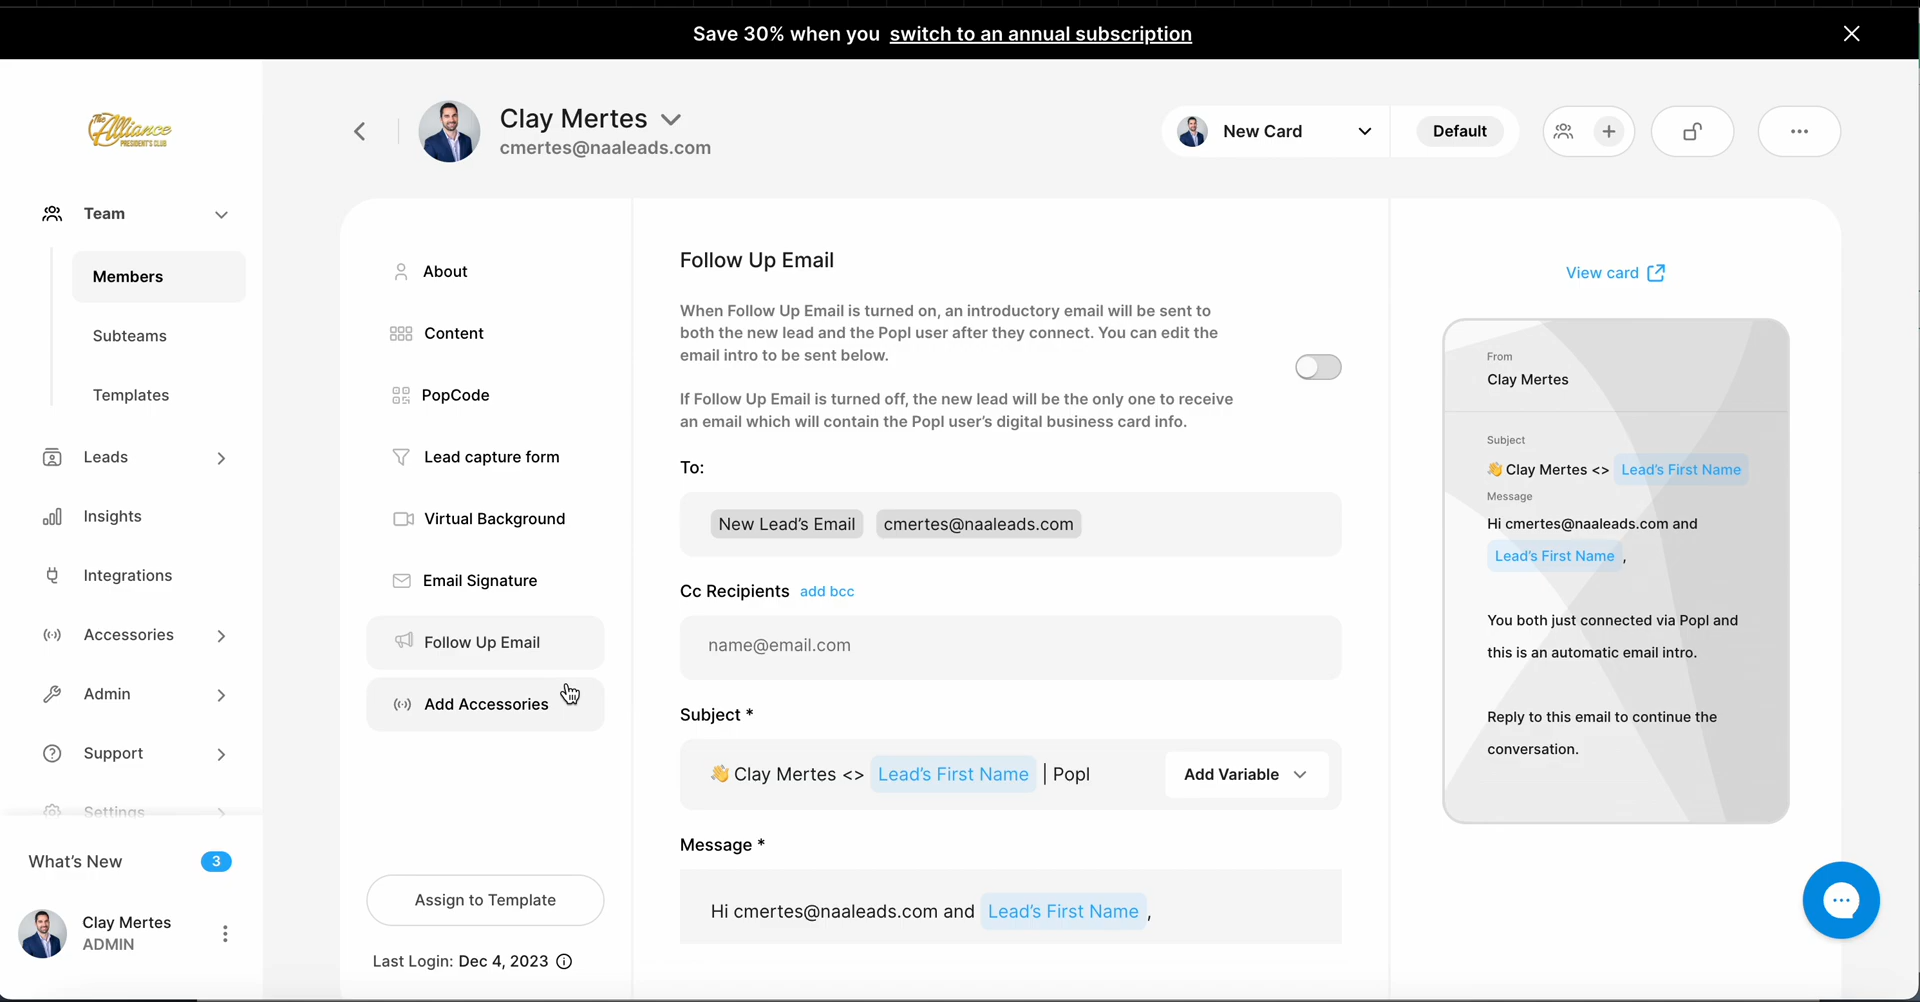 Save 30% when you switch to an annual subscription
The Alliance
PRESIDENT'S CLUB
Team
Members
Subteams
Templates
Leads
Insights
Integrations
Accessories
Admin
Support
Settings
What's New
3
Clay Mertes
ADMIN
Clay Mertes
cmertes@naaleads.com
New Card
Default
About
Content
PopCode
Lead capture form
Virtual Background
Email Signature
Follow Up Email
Add Accessories
Assign to Template
Last Login: Dec 4, 2023
Follow Up Email
When Follow Up Email is turned on, an introductory email will be sent to
both the new lead and the Popl user after they connect. You can edit the
email intro to be sent below.
If Follow Up Email is turned off, the new lead will be the only one to receive
an email which will contain the Popl user's digital business card info.
To:
New Lead's Email cmertes@naaleads.com
Cc Recipients add bcc
name@email.com
Subject *
👋 Clay Mertes <> Lead's First Name | Popl
Add Variable
Message *
Hi cmertes@naaleads.com and Lead's First Name ,
View card
From
Clay Mertes
Subject
👋 Clay Mertes <> Lead's First Name
Message
Hi cmertes@naaleads.com and
Lead's First Name ,
You both just connected via Popl and
this is an automatic email intro.
Reply to this email to continue the
conversation.